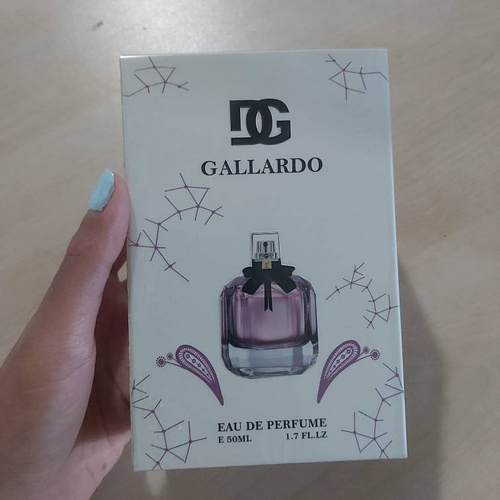 DG
GALLARDO
EAU DE PERFUME
E 50ML 1.7 FL.LZ